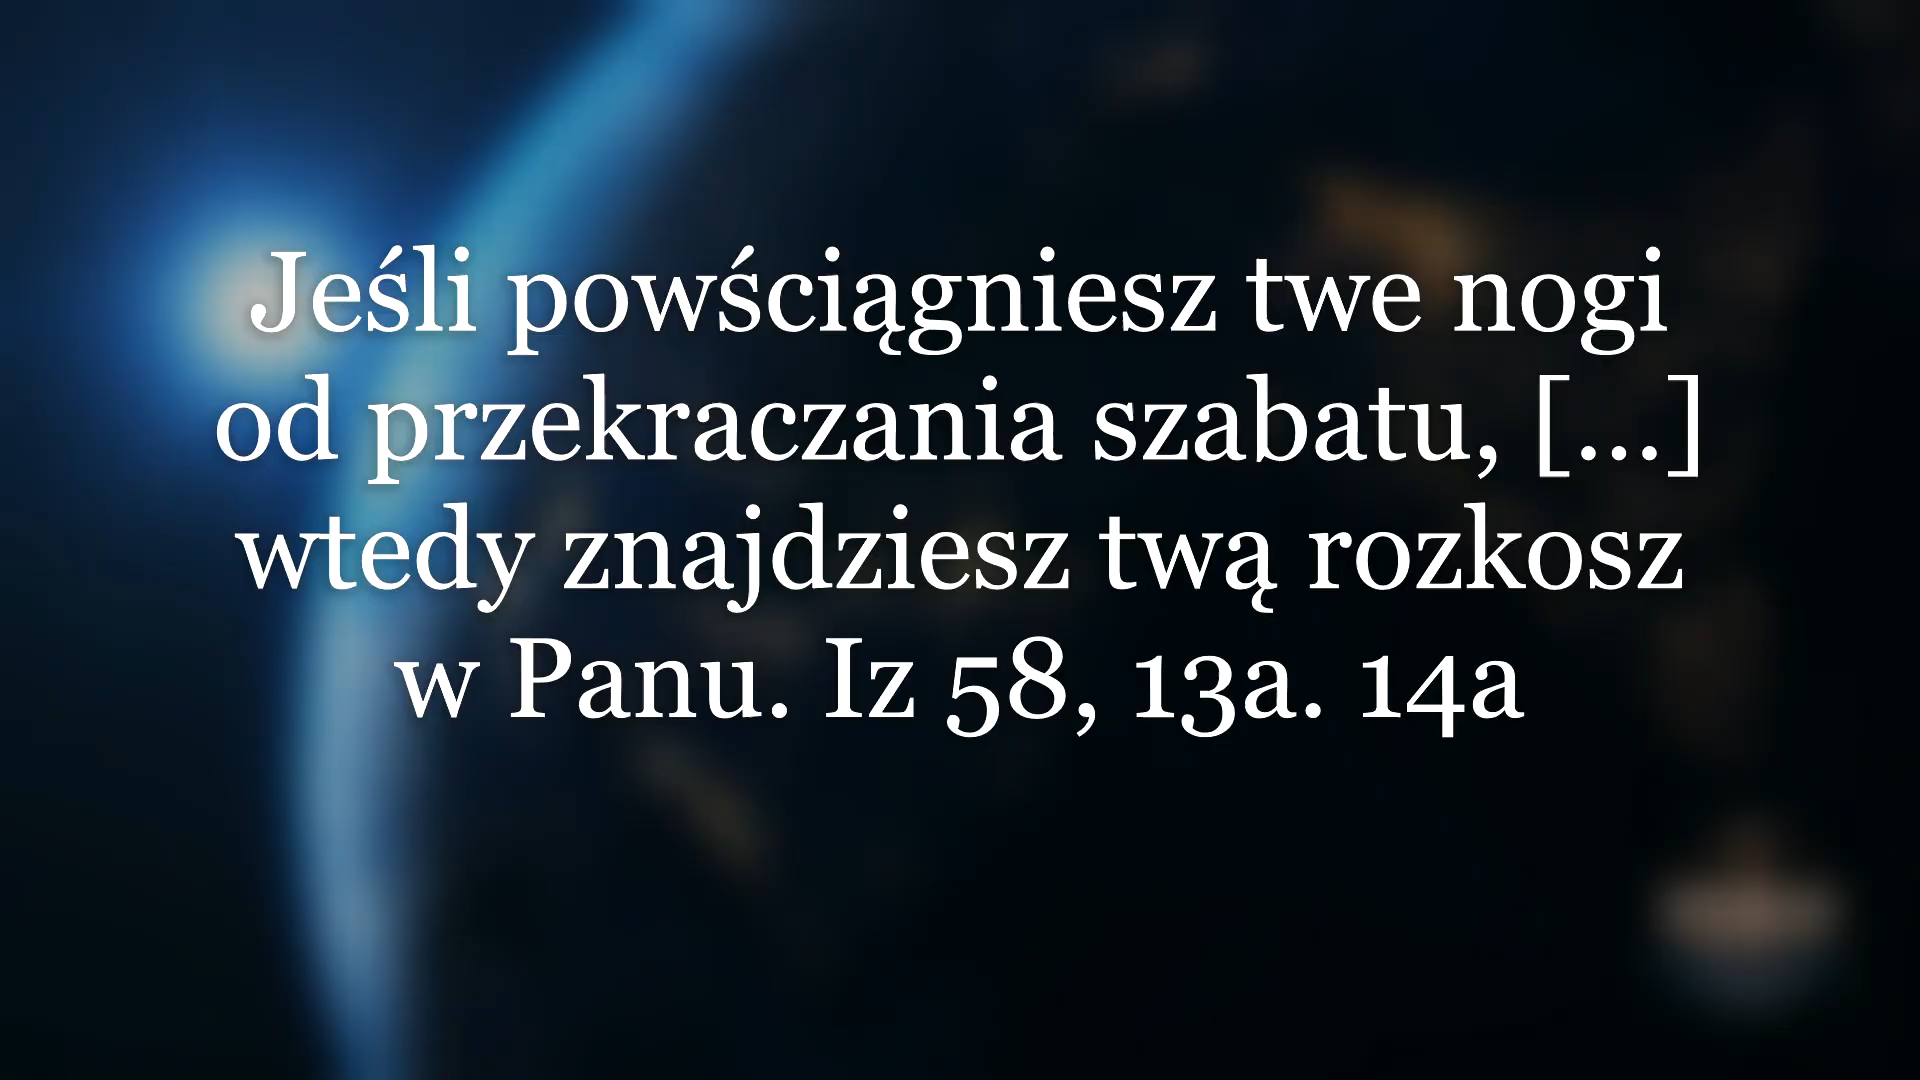 Jeśli powściągniesz twe nogi
od przekraczania szabatu, [...]
wtedy znajdziesz twą rozkosz
w Panu. Iz 58, 13a. 14a